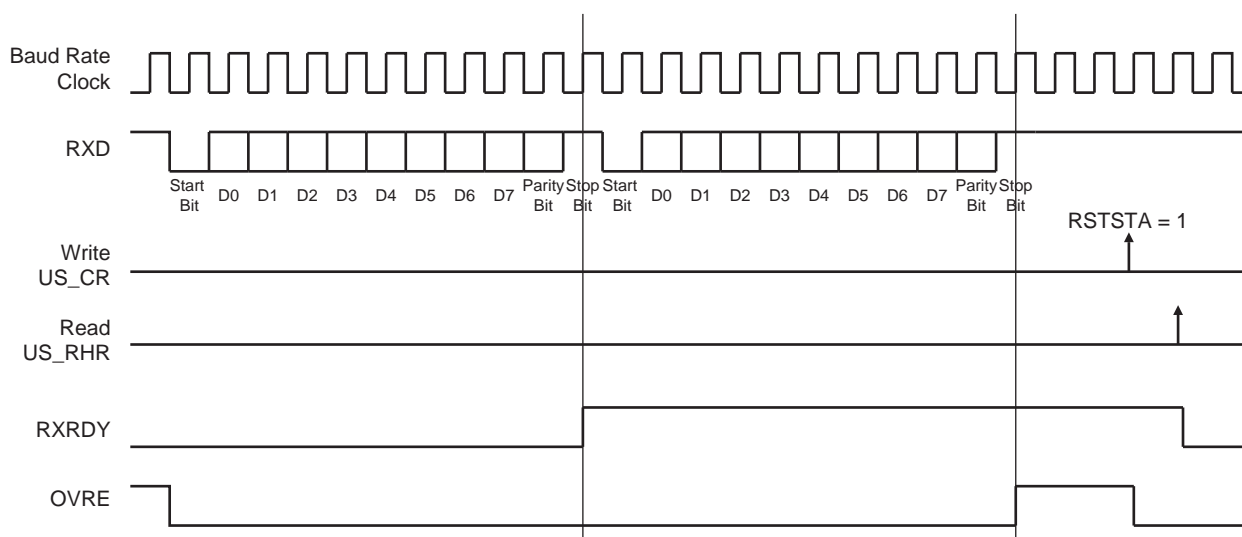 Baud Rate
Clock
RXD
Start
Bit
D0 D1 D2 D3 D4 D5 D6 D7
Parity
Bit
Stop
Bit
Start
Bit
D0 D1 D2 D3 D4 D5 D6 D7
Parity
Bit
Stop
Bit
RSTSTA = 1
Write
US_CR
Read
US_RHR
RXRDY
OVRE